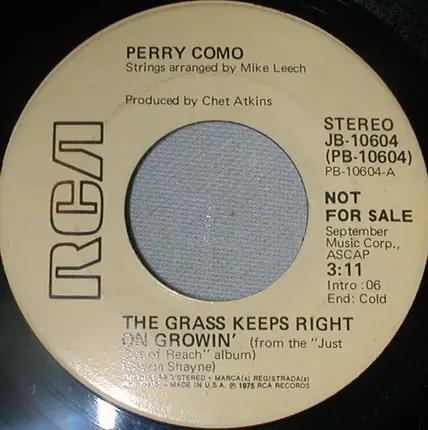 PERRY COMO
Strings arranged by Mike Leech
Produced by Chet Atkins
RCA
STEREO
JB-10604
(PB-10604)
PB-10604-A
NOT
FOR SALE
September
Music Corp.,
ASCAP
3:11
Intro :06
End: Cold
THE GRASS KEEPS RIGHT
ON GROWIN' (from the "Just
of Reach" album)
Shayne)
MARCA(s) REGISTRADA(s)
MADE IN U.S.A. ℗ 1975 RCA RECORDS